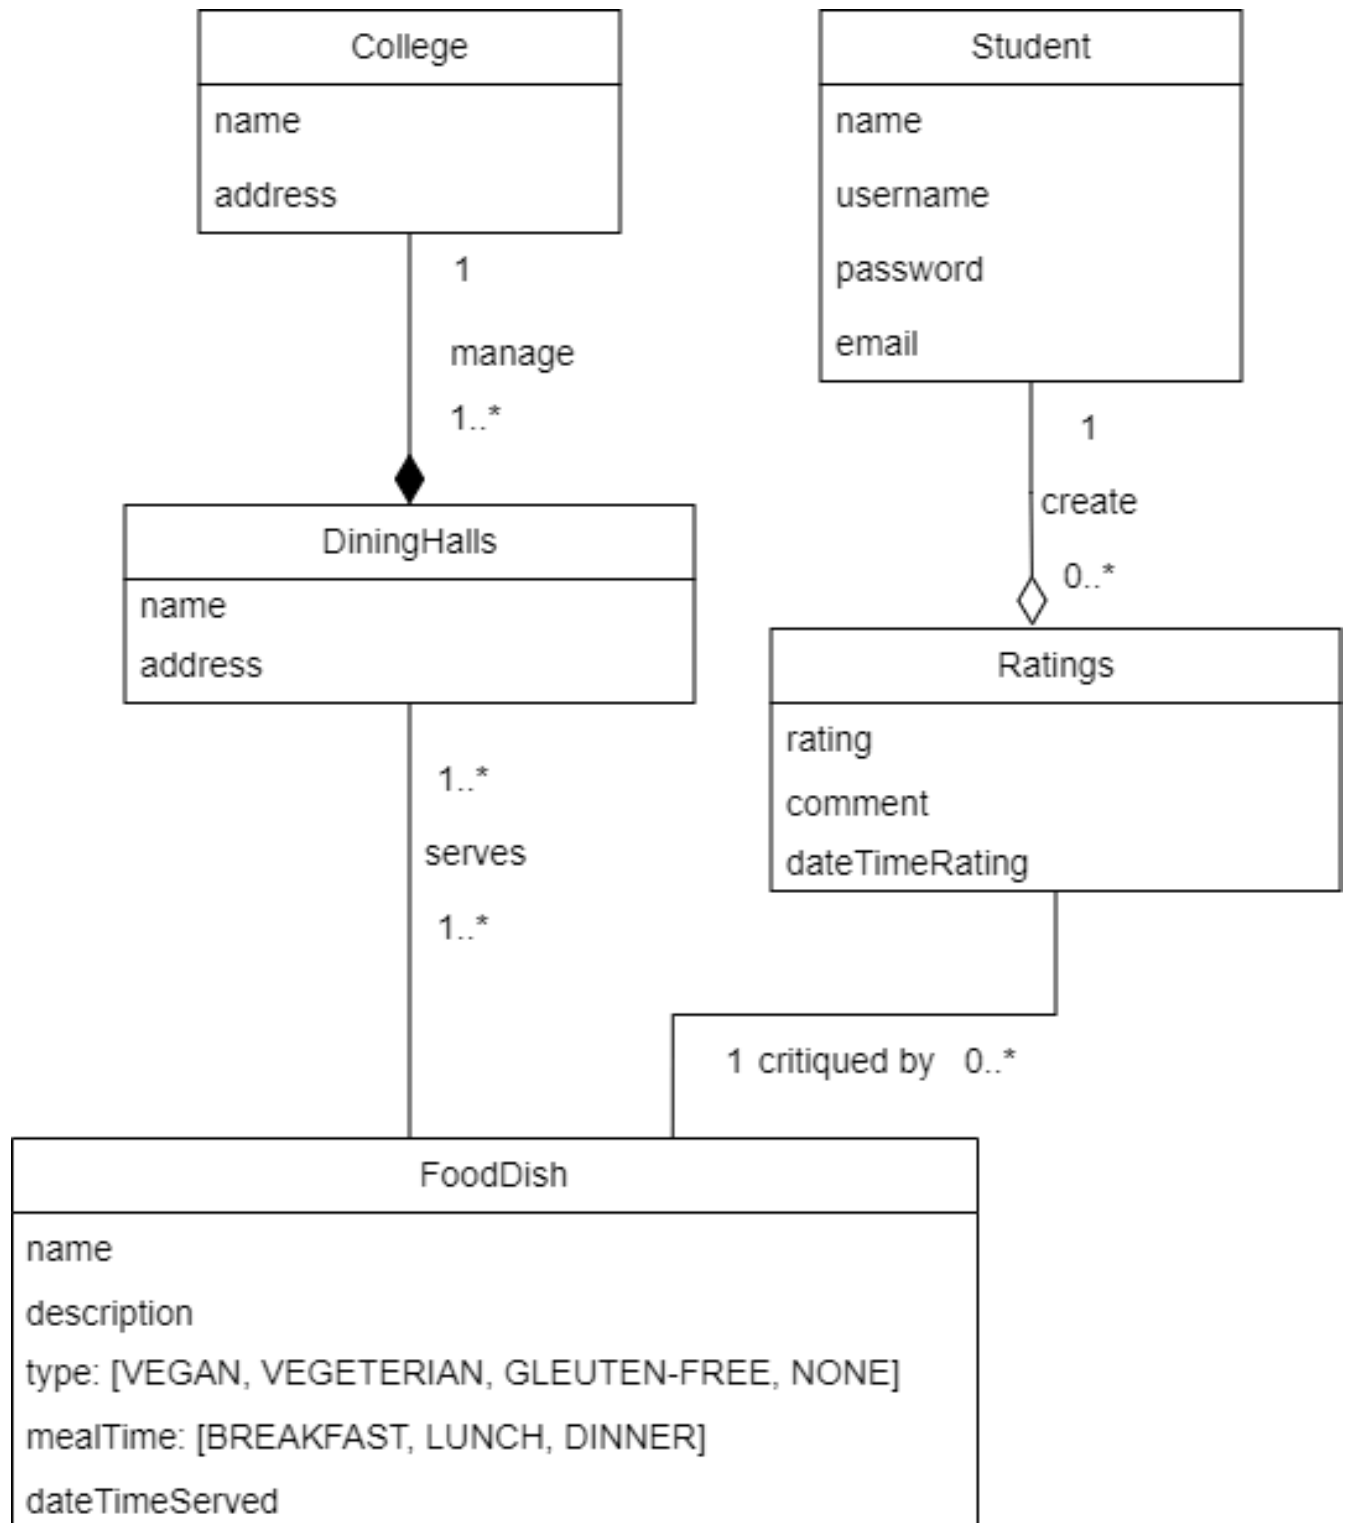 College
name
address
1
manage
1..*
DiningHalls
name
address
1..*
serves
1..*
Student
name
username
password
email
1
create
0..*
Ratings
rating
comment
dateTimeRating
1 critiqued by 0..*
FoodDish
name
description
type: [VEGAN, VEGETERIAN, GLEUTEN-FREE, NONE]
mealTime: [BREAKFAST, LUNCH, DINNER]
dateTimeServed